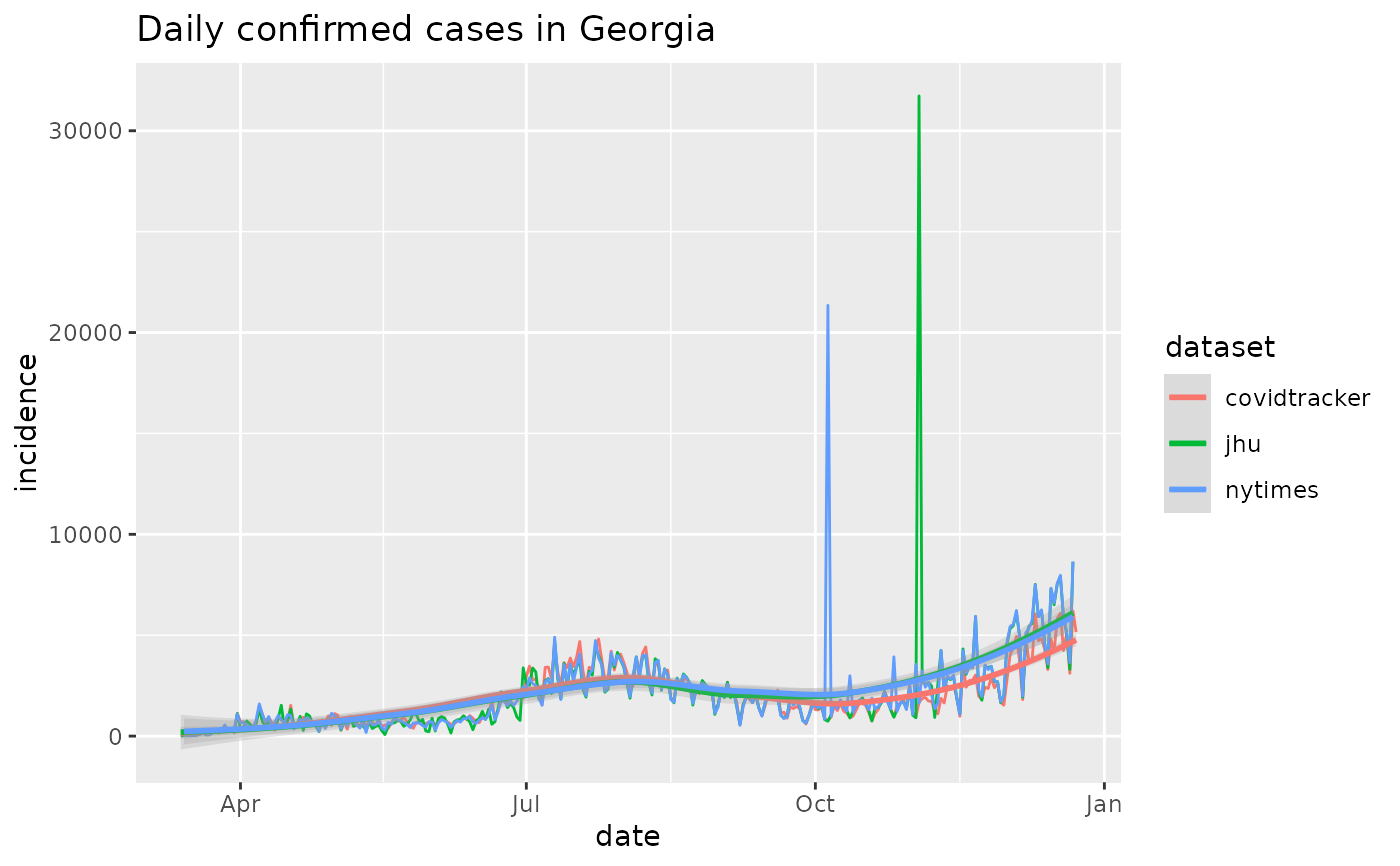 Daily confirmed cases in Georgia
30000
20000
10000
0
incidence
Apr
Jul
Oct
Jan
date
dataset
covidtracker
jhu
nytimes